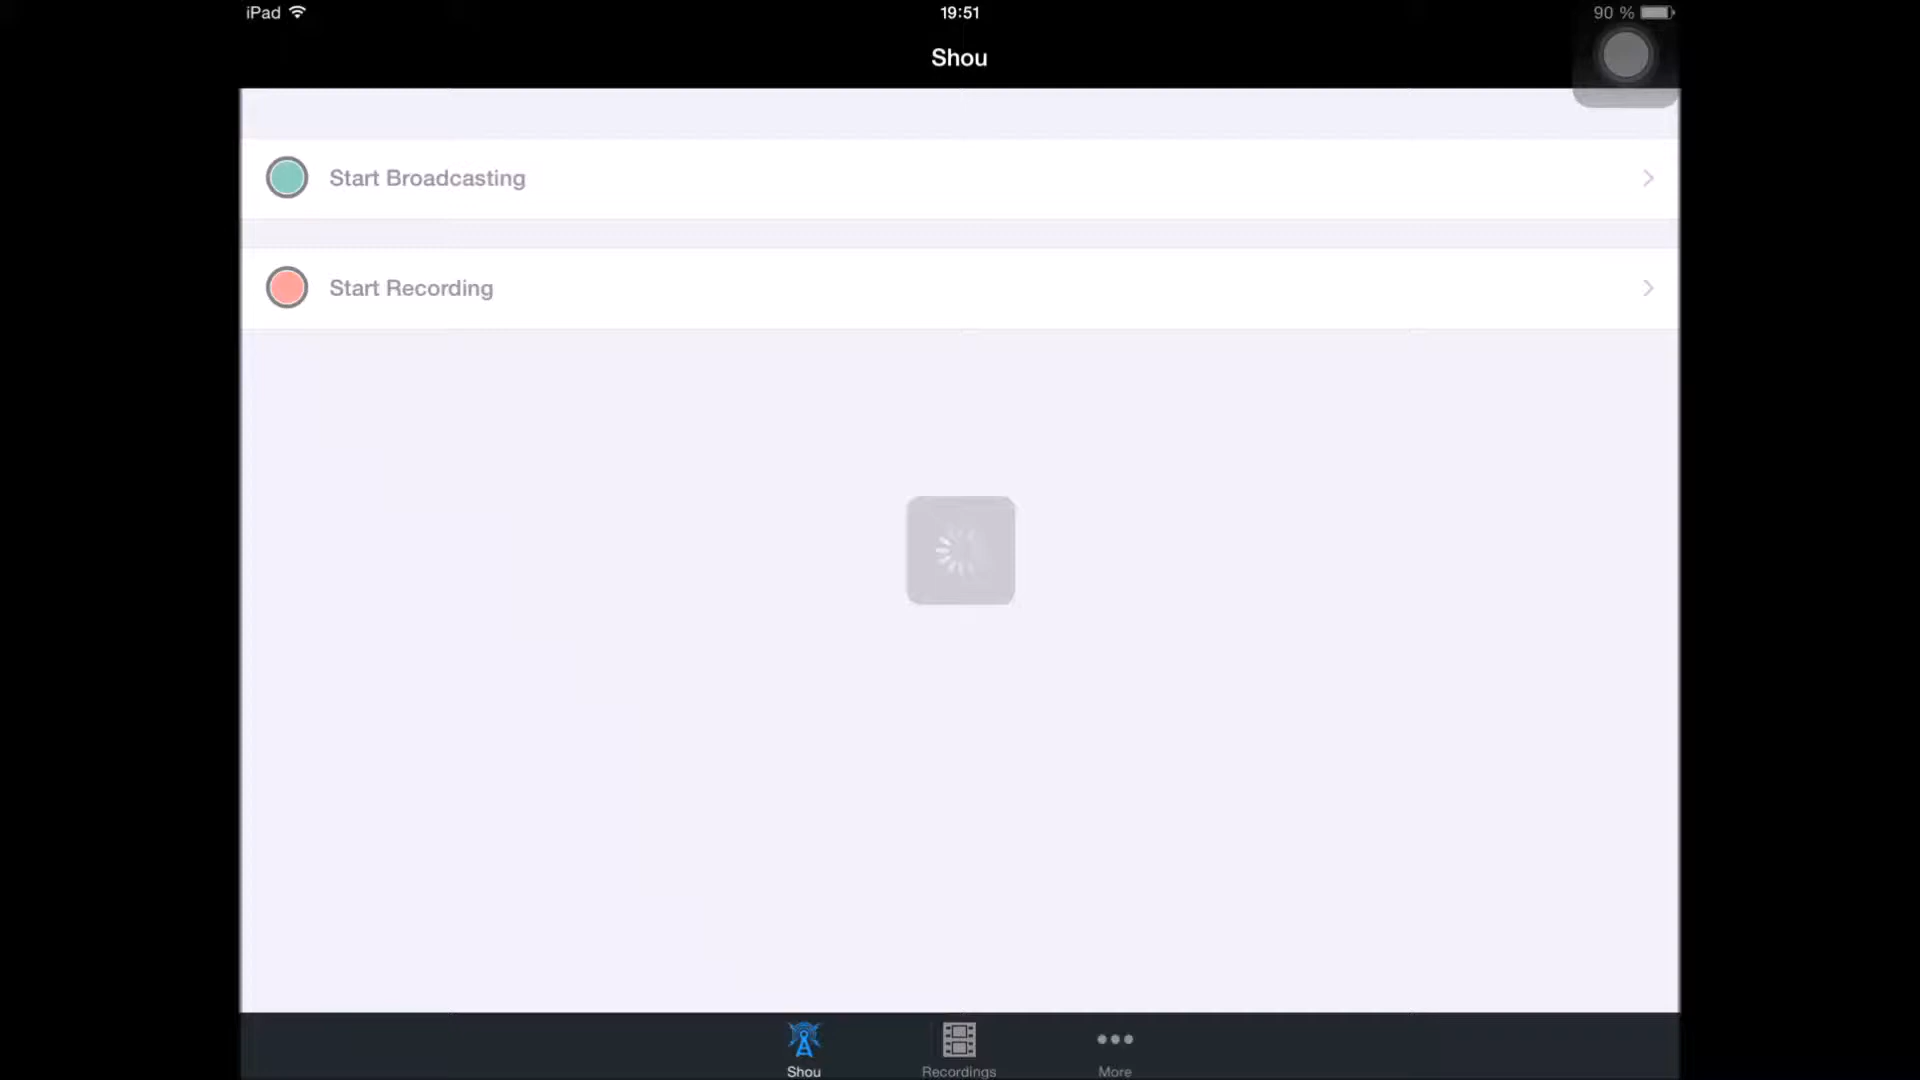 iPad 19:51 90 %
Shou
Start Broadcasting
Start Recording
Shou Recordings More